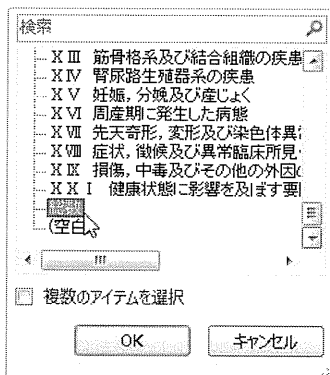 検索
ⅩⅢ 筋骨格系及び結合組織の疾患
ⅩⅣ 腎尿路生殖器系の疾患
ⅩⅤ 妊娠，分娩及び産じょく
ⅩⅥ 周産期に発生した病態
ⅩⅦ 先天奇形，変形及び染色体異常
ⅩⅧ 症状，徴候及び異常臨床所見・
ⅩⅨ 損傷，中毒及びその他の外因の
ⅩⅩⅠ 健康状態に影響を及ぼす要因
(空白)
複数のアイテムを選択
OK
キャンセル